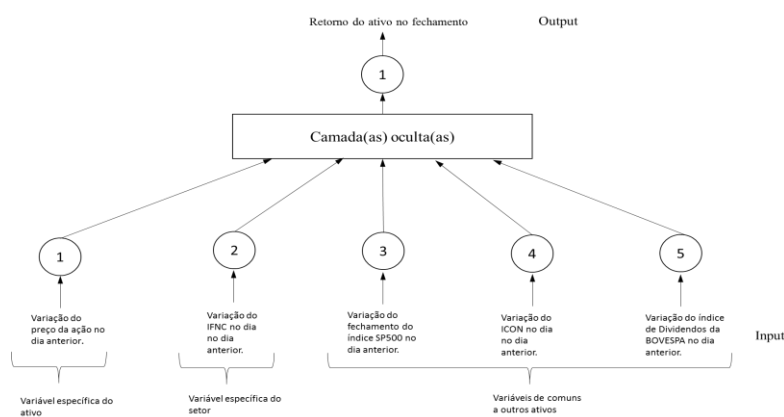 Retorno do ativo no fechamento
Output
1
Camada(as) oculta(as)
1
2
3
4
5
Variação do
preço da ação no
dia anterior.
Variação do
IFNC no dia
no dia
anterior.
Variação do
fechamento do
índice SP500 no
dia anterior.
Variação do
ICON no dia
no dia
anterior.
Variação do índice
de Dividendos da
BOVESPA no dia
anterior.
Input
Variável específica do
ativo
Variável específica do
setor
Variáveis de comuns
a outros ativos